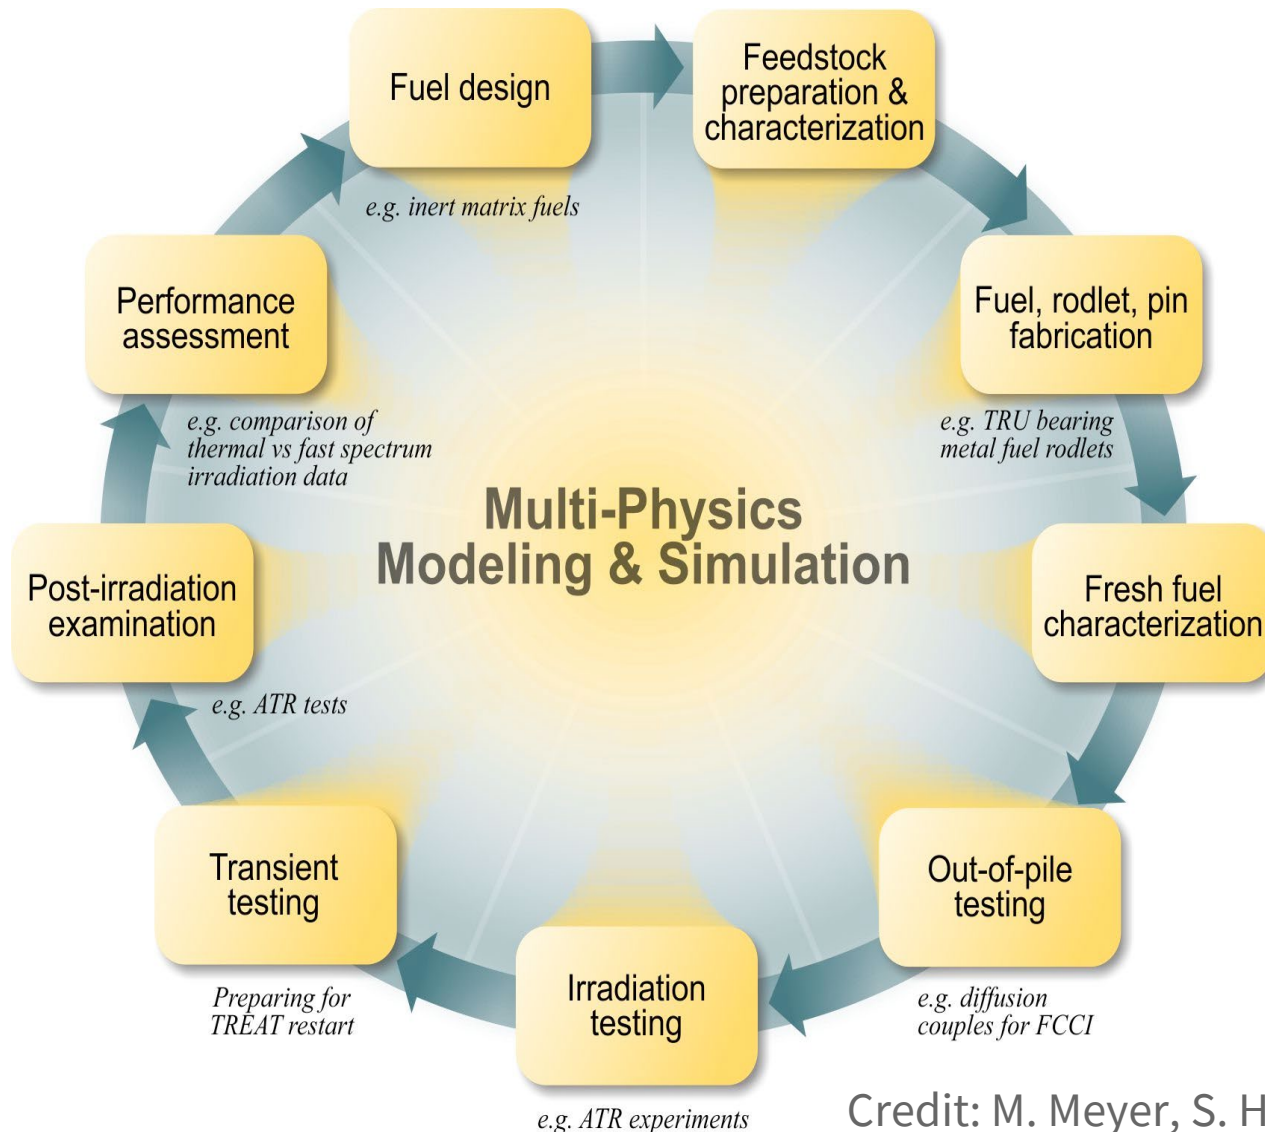 Fuel design
e.g. inert matrix fuels
Feedstock
preparation &
characterization
Fuel, rodlet, pin
fabrication
e.g. TRU bearing
metal fuel rodlets
Fresh fuel
characterization
Out-of-pile
testing
e.g. diffusion
couples for FCCI
Irradiation
testing
e.g. ATR experiments
Transient
testing
Preparing for
TREAT restart
Post-irradiation
examination
e.g. ATR tests
Performance
assessment
e.g. comparison of
thermal vs fast spectrum
irradiation data
Multi-Physics
Modeling & Simulation
Credit: M. Meyer, S. H